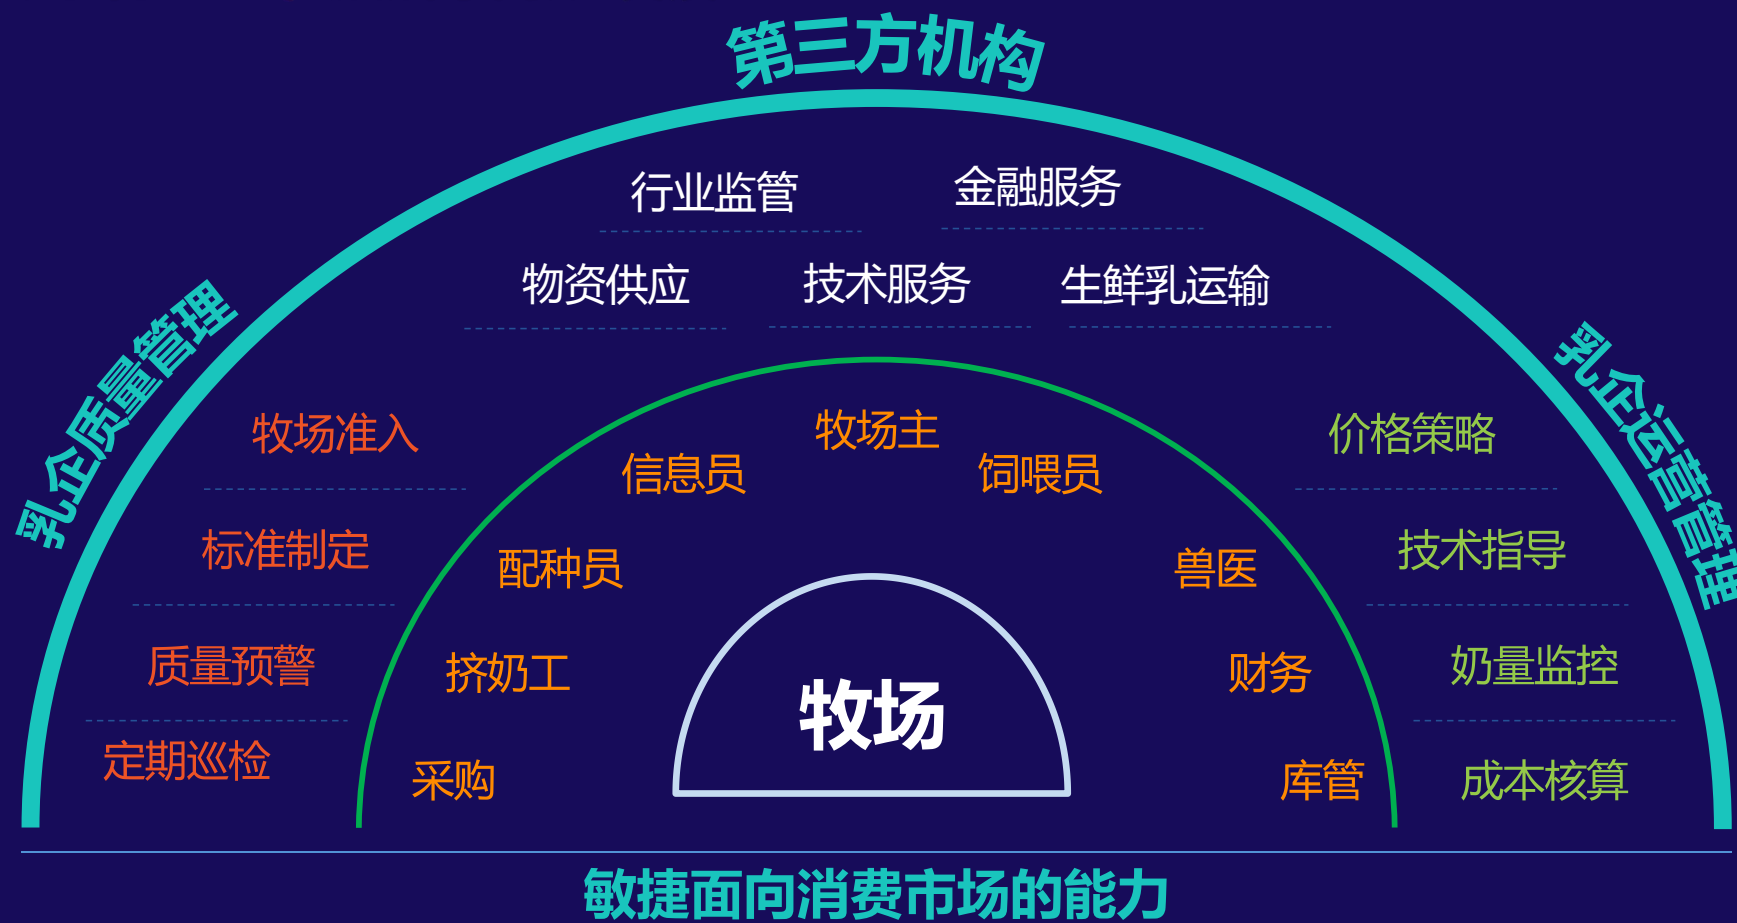 第三方机构
行业监管
金融服务
物资供应
技术服务
生鲜乳运输
乳企质量管理
乳企运营管理
牧场准入
标准制定
质量预警
定期巡检
牧场主
信息员
饲喂员
配种员
兽医
挤奶工
财务
采购
库管
牧场
价格策略
技术指导
奶量监控
成本核算
敏捷面向消费市场的能力